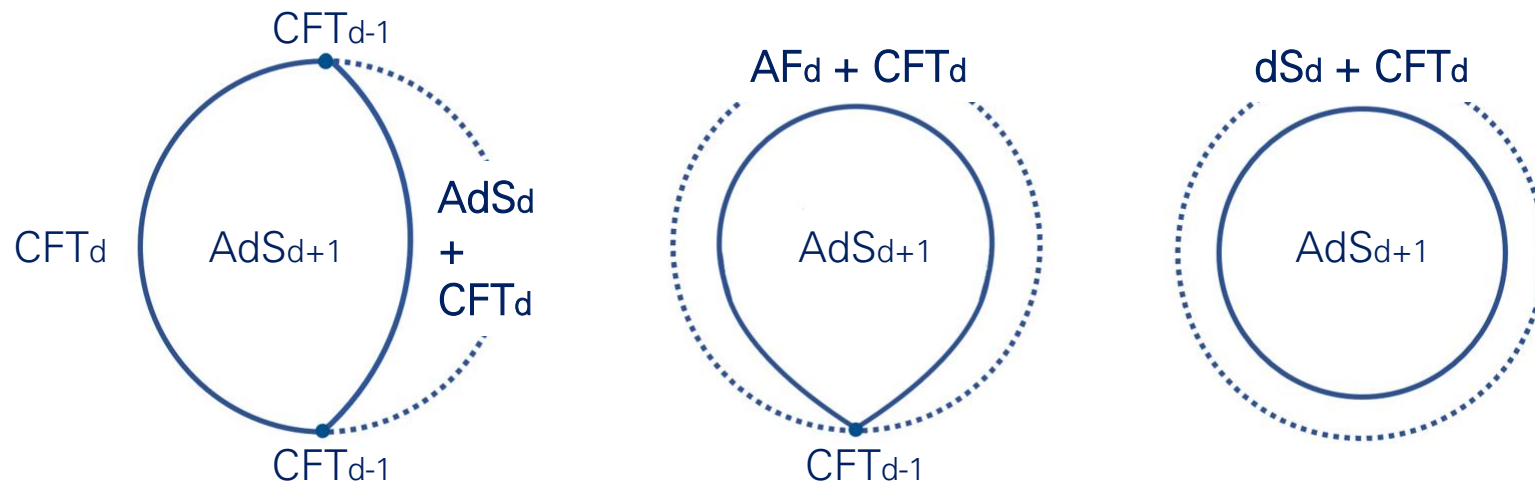 CFTd-1
CFTd
AdSd+1
AdSd
+
CFTd
CFTd-1
AFd + CFTd
AdSd+1
CFTd-1
dSd + CFTd
AdSd+1